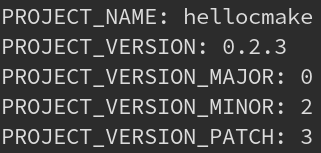 PROJECT_NAME: hellocmake
PROJECT_VERSION: 0.2.3
PROJECT_VERSION_MAJOR: 0
PROJECT_VERSION_MINOR: 2
PROJECT_VERSION_PATCH: 3